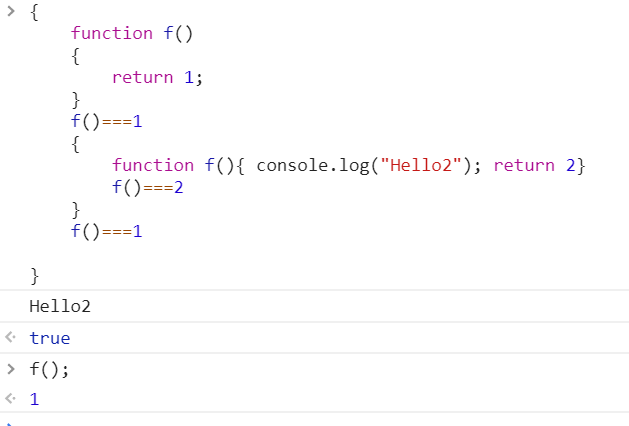 > {
function f()
{
return 1;
}
f()===1
{
function f(){ console.log("Hello2"); return 2}
f()===2
}
f()===1
}
Hello2
true
> f();
1